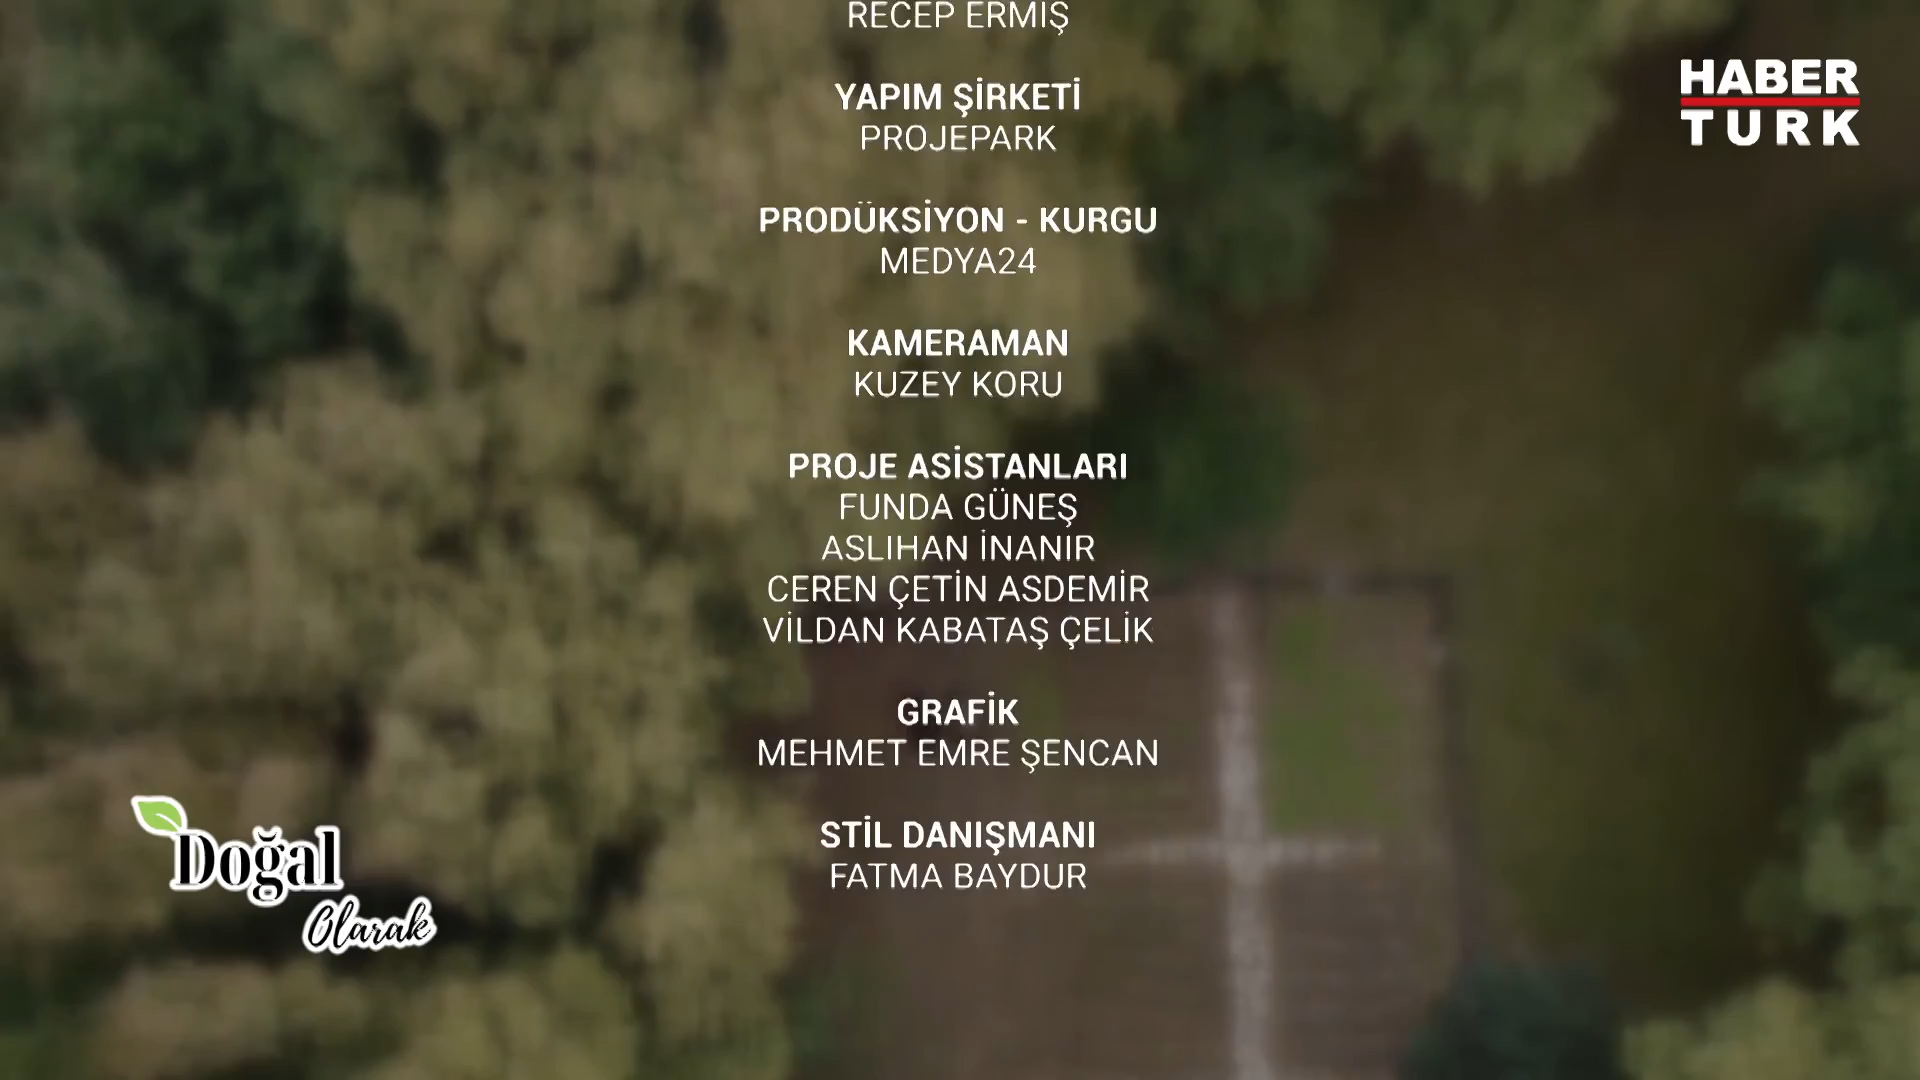 RECEP ERMİŞ
HABER
TURK
YAPIM ŞİRKETİ
PROJEPARK
PRODÜKSİYON - KURGU
MEDYA24
KAMERAMAN
KUZEY KORU
PROJE ASİSTANLARI
FUNDA GÜNEŞ
ASLIHAN İNANIR
CEREN ÇETİN ASDEMİR
VİLDAN KABATAŞ ÇELİK
GRAFİK
MEHMET EMRE ŞENCAN
STİL DANIŞMANI
FATMA BAYDUR
Doğal
Olarak